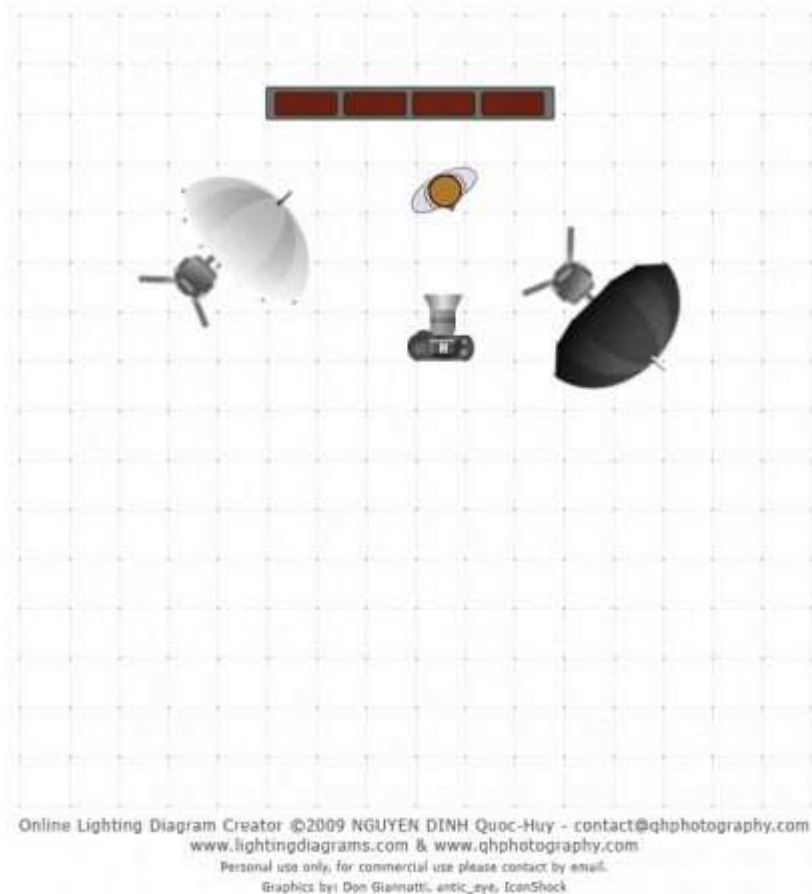 Online Lighting Diagram Creator ©2009 NGUYEN DINH Quoc-Huy - contact@qhphotography.com
www.lightingdiagrams.com & www.qhphotography.com
Personal use only, for commercial use please contact by email.
Graphics by: Don Giannatti, antic_eye, IconShock